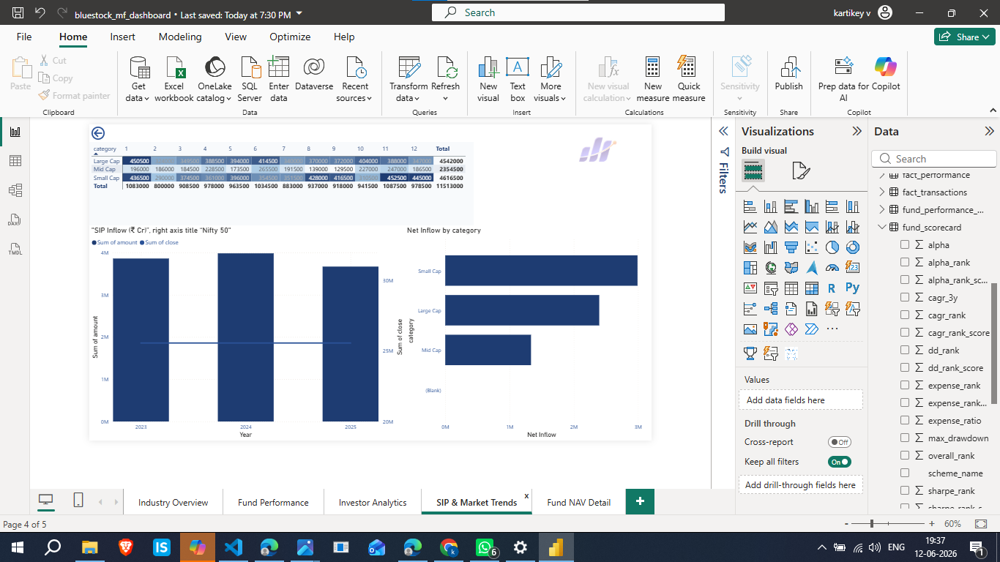 bluestock_mf_dashboard • Last saved: Today at 7:30 PM
Search
kartikey v
File Home Insert Modeling View Optimize Help
Share
Paste
Cut
Copy
Format painter
Clipboard
Get data
Excel workbook
OneLake catalog
SQL Server
Enter data
Dataverse
Recent sources
Data
Transform data
Refresh
Queries
New visual
Text box
More visuals
Insert
New visual calculation
New measure
Quick measure
Calculations
Sensitivity
Sensitivity
Publish
Share
Prep data for AI
Copilot
Copilot
category 1 2 3 4 5 6 7 8 9 10 11 12 Total
Large Cap 450500 349500 388500 394000 414500 370000 372000 404000 388000 347000 4542000
Mid Cap 196000 186000 184500 228500 173500 265500 191500 139000 129500 227000 247000 186500 2354500
Small Cap 436500 290000 374500 361000 396000 354500 351500 428000 416500 310500 452500 445000 4616500
Total 1083000 800000 908500 978000 963500 1034500 883000 937000 918000 941500 1087500 978500 11513000
"SIP Inflow (₹ Cr)", right axis title “Nifty 50”
Sum of amount Sum of close
4M
3M
2M
1M
0M
Sum of amount
30M
25M
20M
Sum of close
2023 2024 2025
Year
Net Inflow by category
category
Small Cap
Large Cap
Mid Cap
(Blank)
0M 1M 2M 3M
Net Inflow
Filters
Visualizations
Build visual
Values
Add data fields here
Drill through
Cross-report
Off
Keep all filters
On
Add drill-through fields here
Data
Search
fact_performance
fact_transactions
fund_performance_...
fund_scorecard
alpha
alpha_rank
alpha_rank_sc...
cagr_3y
cagr_rank
cagr_rank_score
dd_rank
dd_rank_score
expense_rank
expense_rank...
expense_ratio
max_drawdown
overall_rank
scheme_name
sharpe_rank
sharpe_rank_s...
Industry Overview
Fund Performance
Investor Analytics
SIP & Market Trends
x
Fund NAV Detail
+
Page 4 of 5
- + 60%
ENG
19:37
12-06-2026